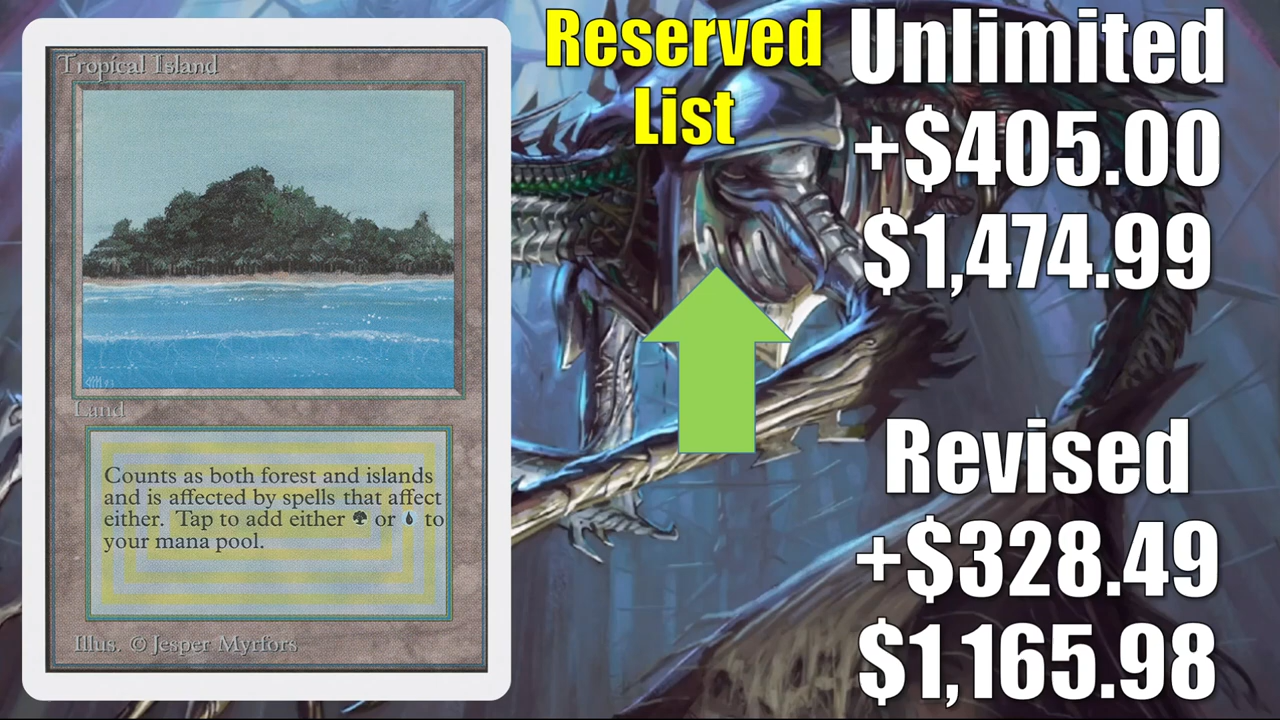 Tropical Island
Land
Counts as both forest and islands
and is affected by spells that affect
either. Tap to add either or to
your mana pool.
Illus. © Jesper Myrfors
Reserved
List
Unlimited
+$405.00
$1,474.99
Revised
+$328.49
$1,165.98